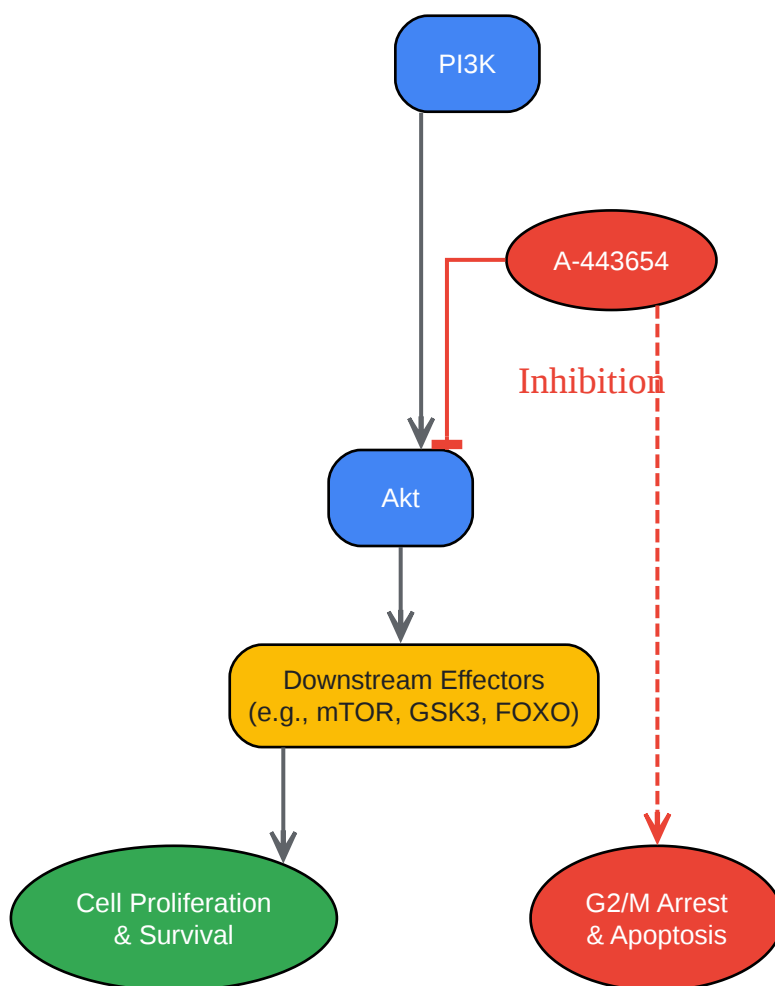 PI3K
A-443654
Inhibition
Akt
Downstream Effectors
(e.g., mTOR, GSK3, FOXO)
Cell Proliferation
& Survival
G2/M Arrest
& Apoptosis